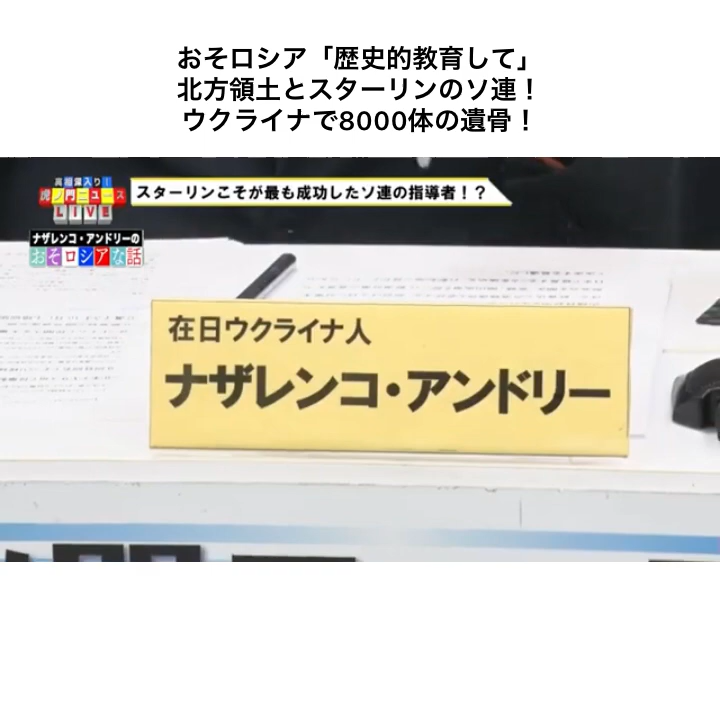 おそロシア「歴史的教育して」
北方領土とスターリンのソ連！
ウクライナで8000体の遺骨！
真相深入り！
虎ノ門ニュース
LIVE
スターリンこそが最も成功したソ連の指導者！？
ナザレンコ・アンドリーの
おそロシアな話
在日ウクライナ人
ナザレンコ・アンドリー